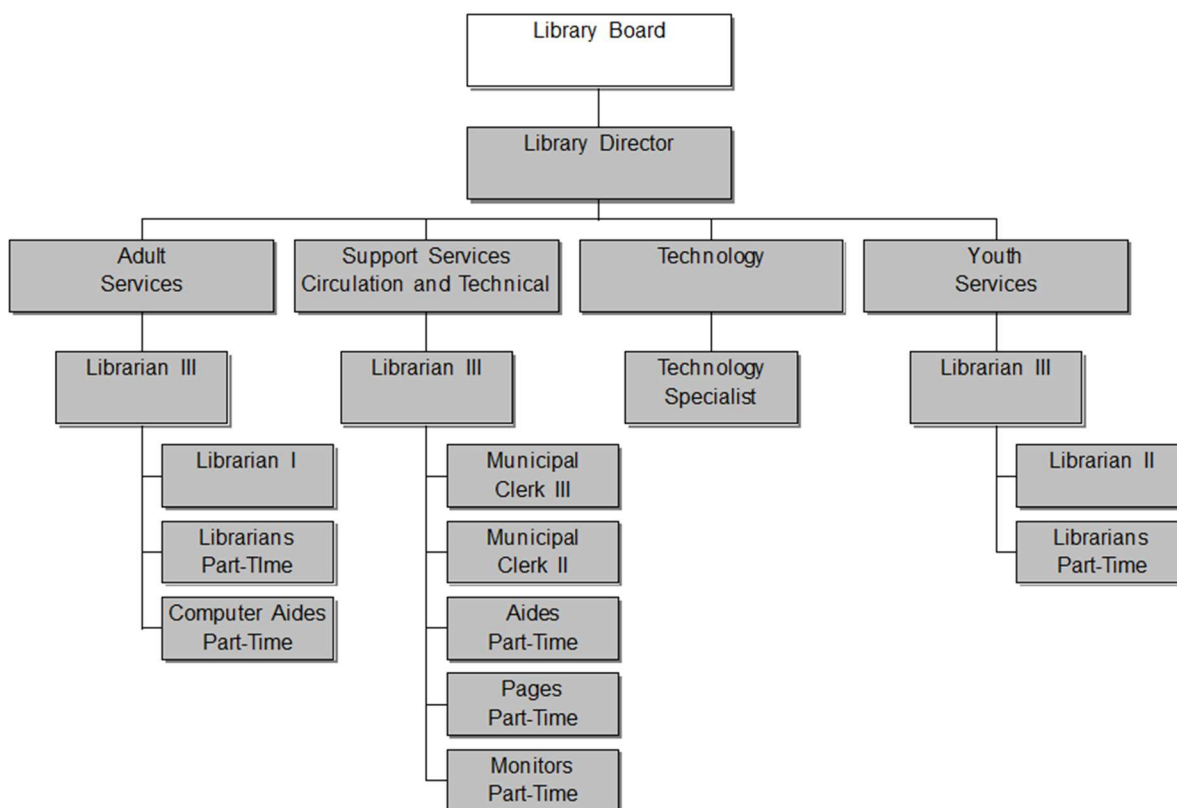 Library Board
Library Director
Adult
Services
Support Services
Circulation and Technical
Technology
Youth
Services
Librarian III
Librarian III
Technology
Specialist
Librarian III
Librarian I
Librarians
Part-TIme
Computer Aides
Part-Time
Municipal
Clerk III
Municipal
Clerk II
Aides
Part-Time
Pages
Part-Time
Monitors
Part-Time
Librarian II
Librarians
Part-Time